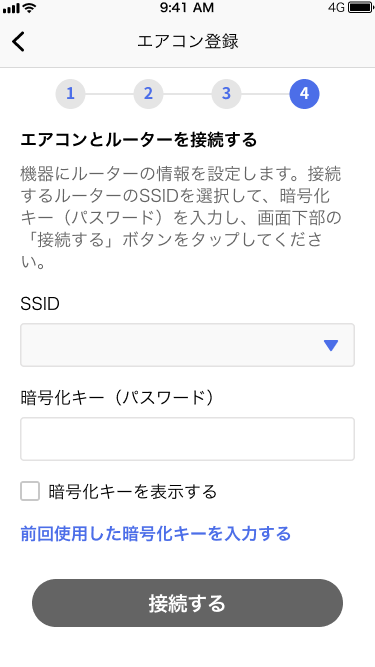 9:41 AM
4G
エアコン登録
1 2 3 4
エアコンとルーターを接続する
機器にルーターの情報を設定します。接続
するルーターのSSIDを選択して、暗号化
キー（パスワード）を入力し、画面下部の
「接続する」ボタンをタップしてくださ
い。
SSID
暗号化キー（パスワード）
暗号化キーを表示する
前回使用した暗号化キーを入力する
接続する